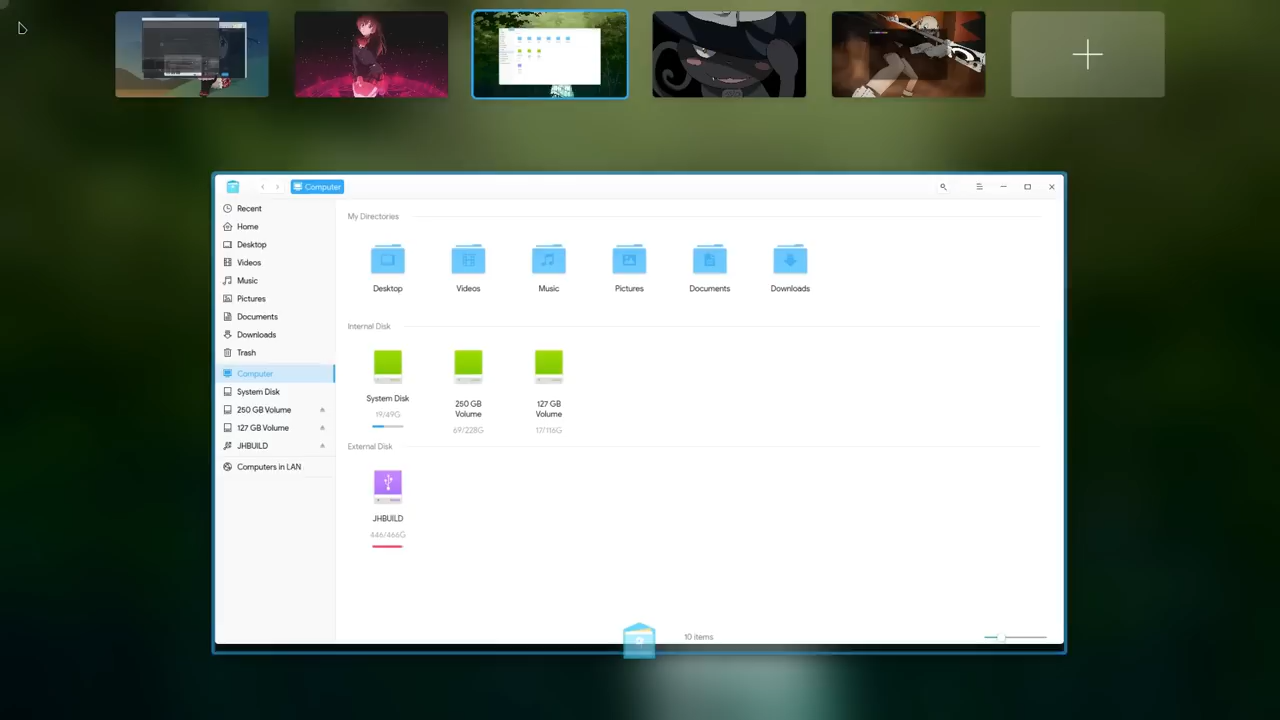 Computer
Recent
Home
Desktop
Videos
Music
Pictures
Documents
Downloads
Trash
Computer
System Disk
250 GB Volume
127 GB Volume
JHBUILD
Computers in LAN
My Directories
Desktop
Videos
Music
Pictures
Documents
Downloads
Internal Disk
System Disk
19/49G
250 GB
Volume
69/228G
127 GB
Volume
17/116G
External Disk
JHBUILD
446/466G
10 items